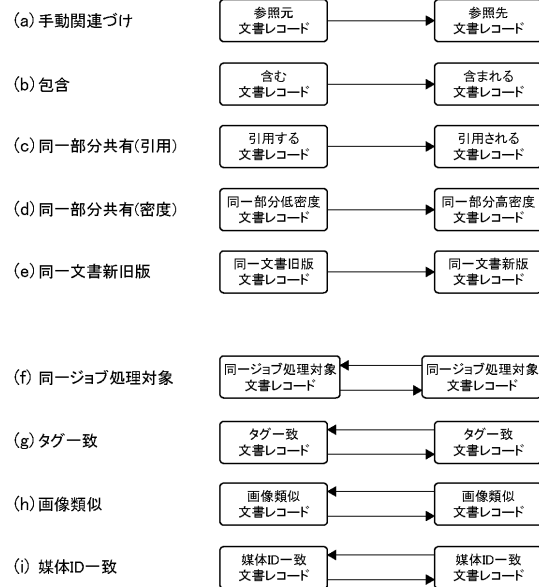 (a) 手動関連づけ
参照元
文書レコード
参照先
文書レコード
(b) 包含
含む
文書レコード
含まれる
文書レコード
(c) 同一部分共有(引用)
引用する
文書レコード
引用される
文書レコード
(d) 同一部分共有(密度)
同一部分低密度
文書レコード
同一部分高密度
文書レコード
(e) 同一文書新旧版
同一文書旧版
文書レコード
同一文書新版
文書レコード
(f) 同一ジョブ処理対象
同一ジョブ処理対象
文書レコード
同一ジョブ処理対象
文書レコード
(g) タグ一致
タグ一致
文書レコード
タグ一致
文書レコード
(h) 画像類似
画像類似
文書レコード
画像類似
文書レコード
(i) 媒体ID一致
媒体ID一致
文書レコード
媒体ID一致
文書レコード